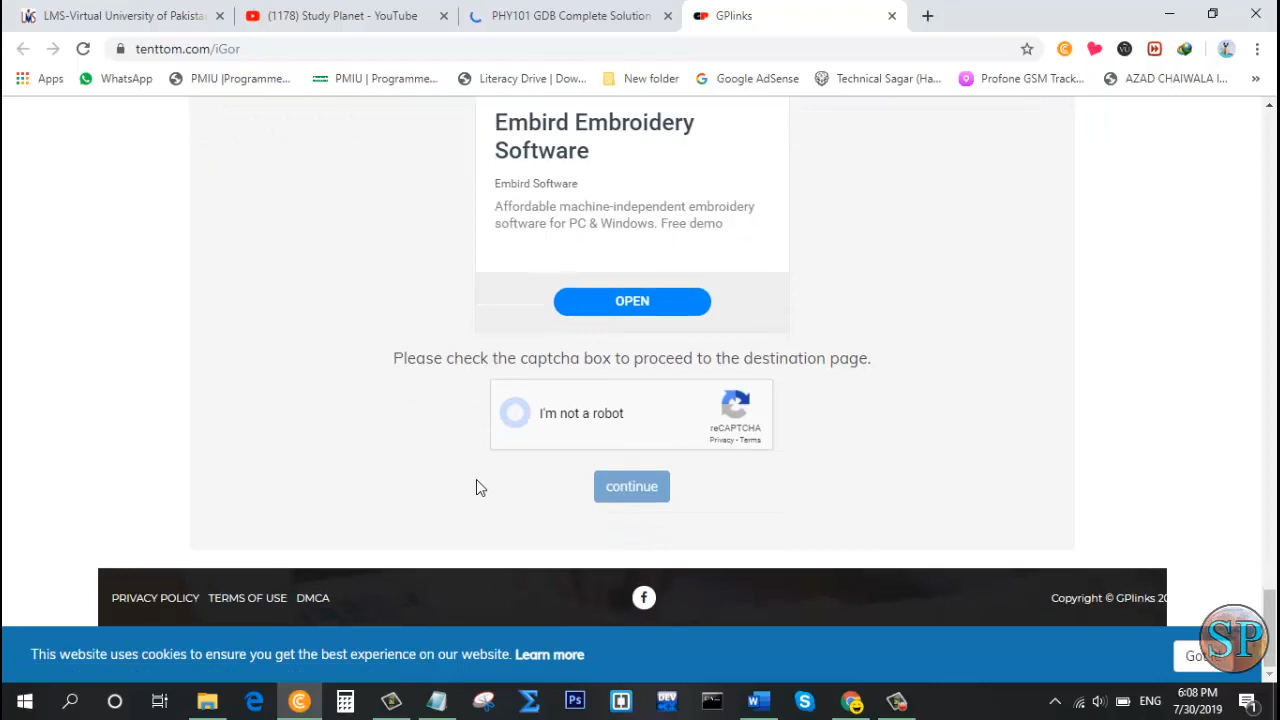 LMS-Virtual University of Pakista
(1178) Study Planet - YouTube
PHY101 GDB Complete Solution
GPlinks
tenttom.com/iGor
Apps
WhatsApp
PMIU |Programme...
PMIU | Programme...
Literacy Drive | Dow...
New folder
Google AdSense
Technical Sagar (Ha...
Profone GSM Track...
AZAD CHAIWALA I...
Embird Embroidery
Software
Embird Software
Affordable machine-independent embroidery
software for PC & Windows. Free demo
OPEN
Please check the captcha box to proceed to the destination page.
I'm not a robot
reCAPTCHA
Privacy - Terms
continue
PRIVACY POLICY TERMS OF USE DMCA
Copyright © GPlinks 20
This website uses cookies to ensure you get the best experience on our website. Learn more
SP
ENG
6:08 PM
7/30/2019